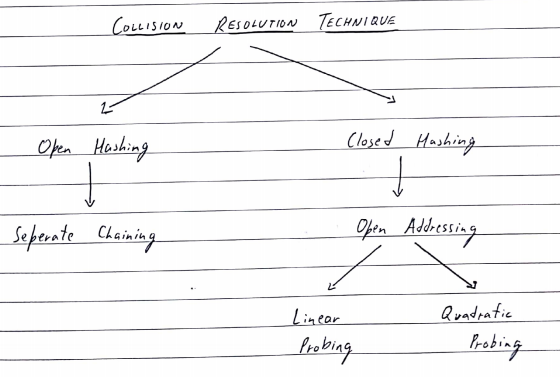 COLLISION RESOLUTION TECHNIQUE
Open Hashing
Closed Hashing
Seperate Chaining
Open Addressing
Linear
Probing
Quadratic
Probing